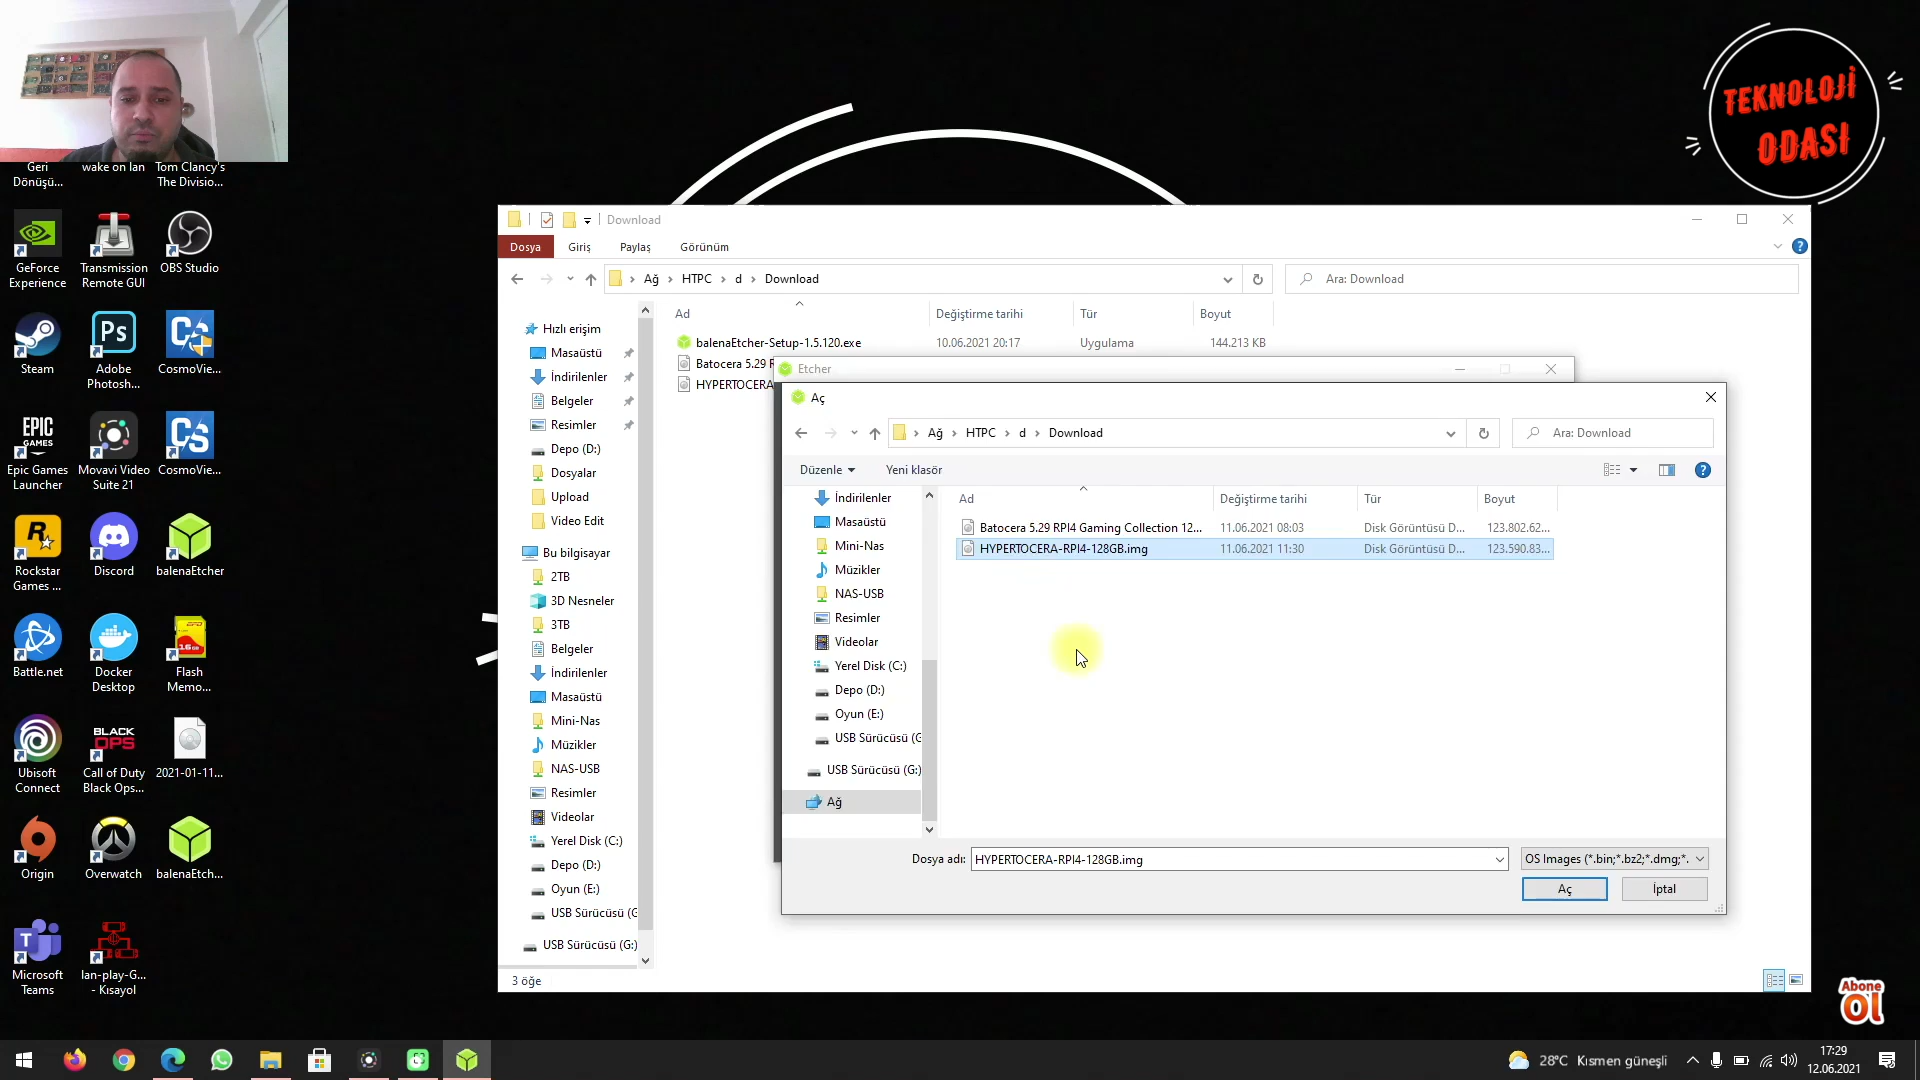 TEKNOLOJİ
ODASI
Geri
Dönüşü...
wake on lan
Tom Clancy's
The Divisio...
GeForce
Experience
Transmission
Remote GUI
OBS Studio
Steam
Adobe
Photosh...
CosmoVie...
Epic Games
Launcher
Movavi Video
Suite 21
CosmoVie...
Rockstar
Games ...
Discord
balenaEtcher
Battle.net
Docker
Desktop
Flash
Memo...
Ubisoft
Connect
Call of Duty
Black Ops...
2021-01-11...
Origin
Overwatch
balenaEtch...
Microsoft
Teams
lan-play-G...
- Kısayol
Download
Dosya
Giriş
Paylaş
Görünüm
Ağ
HTPC
d
Download
Ara: Download
Ad
Değiştirme tarihi
Tür
Boyut
balenaEtcher-Setup-1.5.120.exe
10.06.2021 20:17
Uygulama
144.213 KB
Batocera 5.29 R
HYPERTOCERA
Hızlı erişim
Masaüstü
İndirilenler
Belgeler
Resimler
Depo (D:)
Dosyalar
Upload
Video Edit
Bu bilgisayar
2TB
3D Nesneler
3TB
Belgeler
İndirilenler
Masaüstü
Mini-Nas
Müzikler
NAS-USB
Resimler
Videolar
Yerel Disk (C:)
Depo (D:)
Oyun (E:)
USB Sürücüsü (G
USB Sürücüsü (G:)
3 öğe
Etcher
Aç
Ağ
HTPC
d
Download
Ara: Download
Düzenle
Yeni klasör
İndirilenler
Masaüstü
Mini-Nas
Müzikler
NAS-USB
Resimler
Videolar
Yerel Disk (C:)
Depo (D:)
Oyun (E:)
USB Sürücüsü (G
USB Sürücüsü (G:)
Ağ
Ad
Değiştirme tarihi
Tür
Boyut
Batocera 5.29 RPI4 Gaming Collection 12...
11.06.2021 08:03
Disk Görüntüsü D...
123.802.62...
HYPERTOCERA-RPI4-128GB.img
11.06.2021 11:30
Disk Görüntüsü D...
123.590.83...
Dosya adı:
HYPERTOCERA-RPI4-128GB.img
OS Images (*.bin;*.bz2;*.dmg;*.
Aç
İptal
Abone
Ol
28°C Kısmen güneşli
17:29
12.06.2021